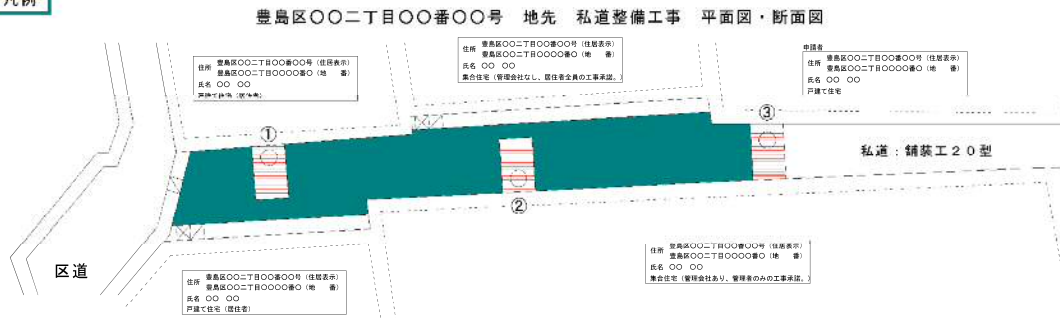 凡例
豊島区〇〇二丁目〇〇番〇〇号 地先 私道整備工事 平面図・断面図
住所 豊島区〇〇二丁目〇〇番〇〇号（住居表示）
豊島区〇〇二丁目〇〇〇〇番〇（地 番）
氏名 〇〇 〇〇
戸建て住宅（居住者）
住所 豊島区〇〇二丁目〇〇番〇〇号（住居表示）
豊島区〇〇二丁目〇〇〇〇番〇（地 番）
氏名 〇〇 〇〇
集合住宅（管理会社なし、居住者全員の工事承諾。）
申請者
住所 豊島区〇〇二丁目〇〇番〇〇号（住居表示）
豊島区〇〇二丁目〇〇〇〇番〇（地 番）
氏名 〇〇 〇〇
戸建て住宅
①
③
私道：舗装工２０型
②
区道
住所 豊島区〇〇二丁目〇〇番〇〇号（住居表示）
豊島区〇〇二丁目〇〇〇〇番〇（地 番）
氏名 〇〇 〇〇
戸建て住宅（居住者）
住所 豊島区〇〇二丁目〇〇番〇〇号（住居表示）
豊島区〇〇二丁目〇〇〇〇番〇（地 番）
氏名 〇〇 〇〇
集合住宅（管理会社あり、管理者のみの工事承諾。）